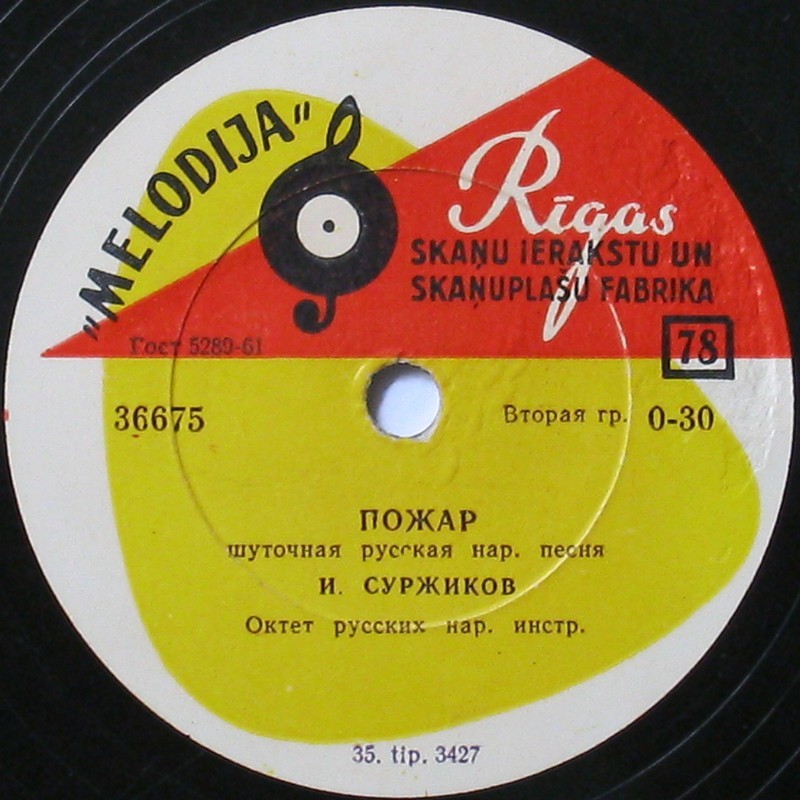 „MELODIJA"
Rīgas
SKAŅU IERAKSTU UN
SKAŅUPLAŠU FABRIKA
78
Гост 5289-61
36675
Вторая гр. 0-30
ПОЖАР
шуточная русская нар. песня
И. СУРЖИКОВ
Октет русских нар. инстр.
35. tip. 3427